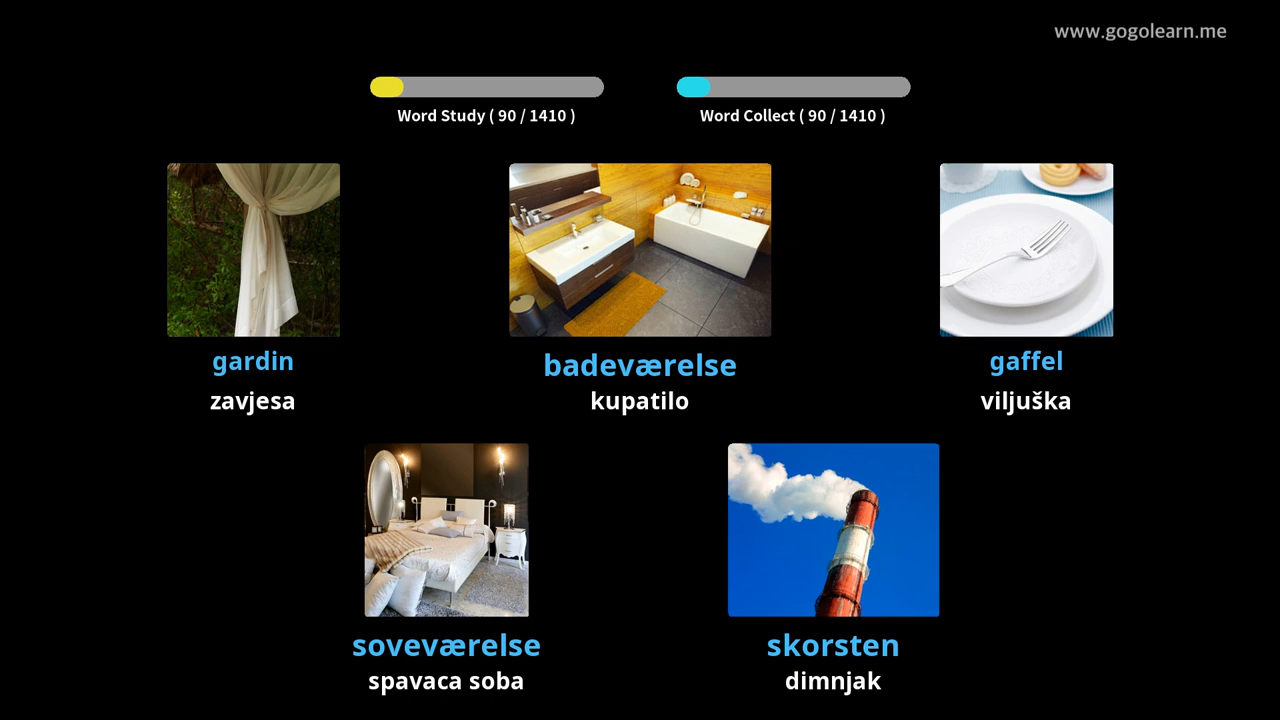 www.gogolearn.me
Word Study ( 90 / 1410 )
Word Collect ( 90 / 1410 )
gardin
zavjesa
badeværelse
kupatilo
gaffel
viljuška
soveværelse
spavaca soba
skorsten
dimnjak